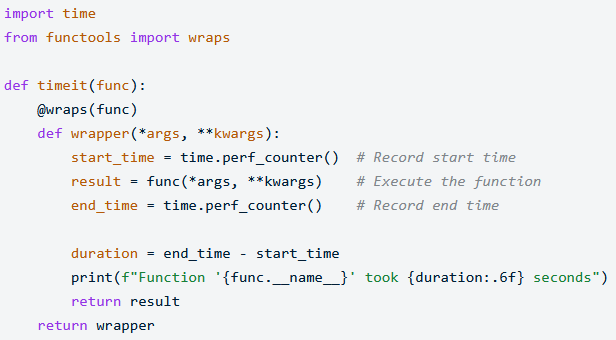 import time
from functools import wraps

def timeit(func):
    @wraps(func)
    def wrapper(*args, **kwargs):
        start_time = time.perf_counter()  # Record start time
        result = func(*args, **kwargs)    # Execute the function
        end_time = time.perf_counter()    # Record end time

        duration = end_time - start_time
        print(f"Function '{func.__name__}' took {duration:.6f} seconds")
        return result
    return wrapper